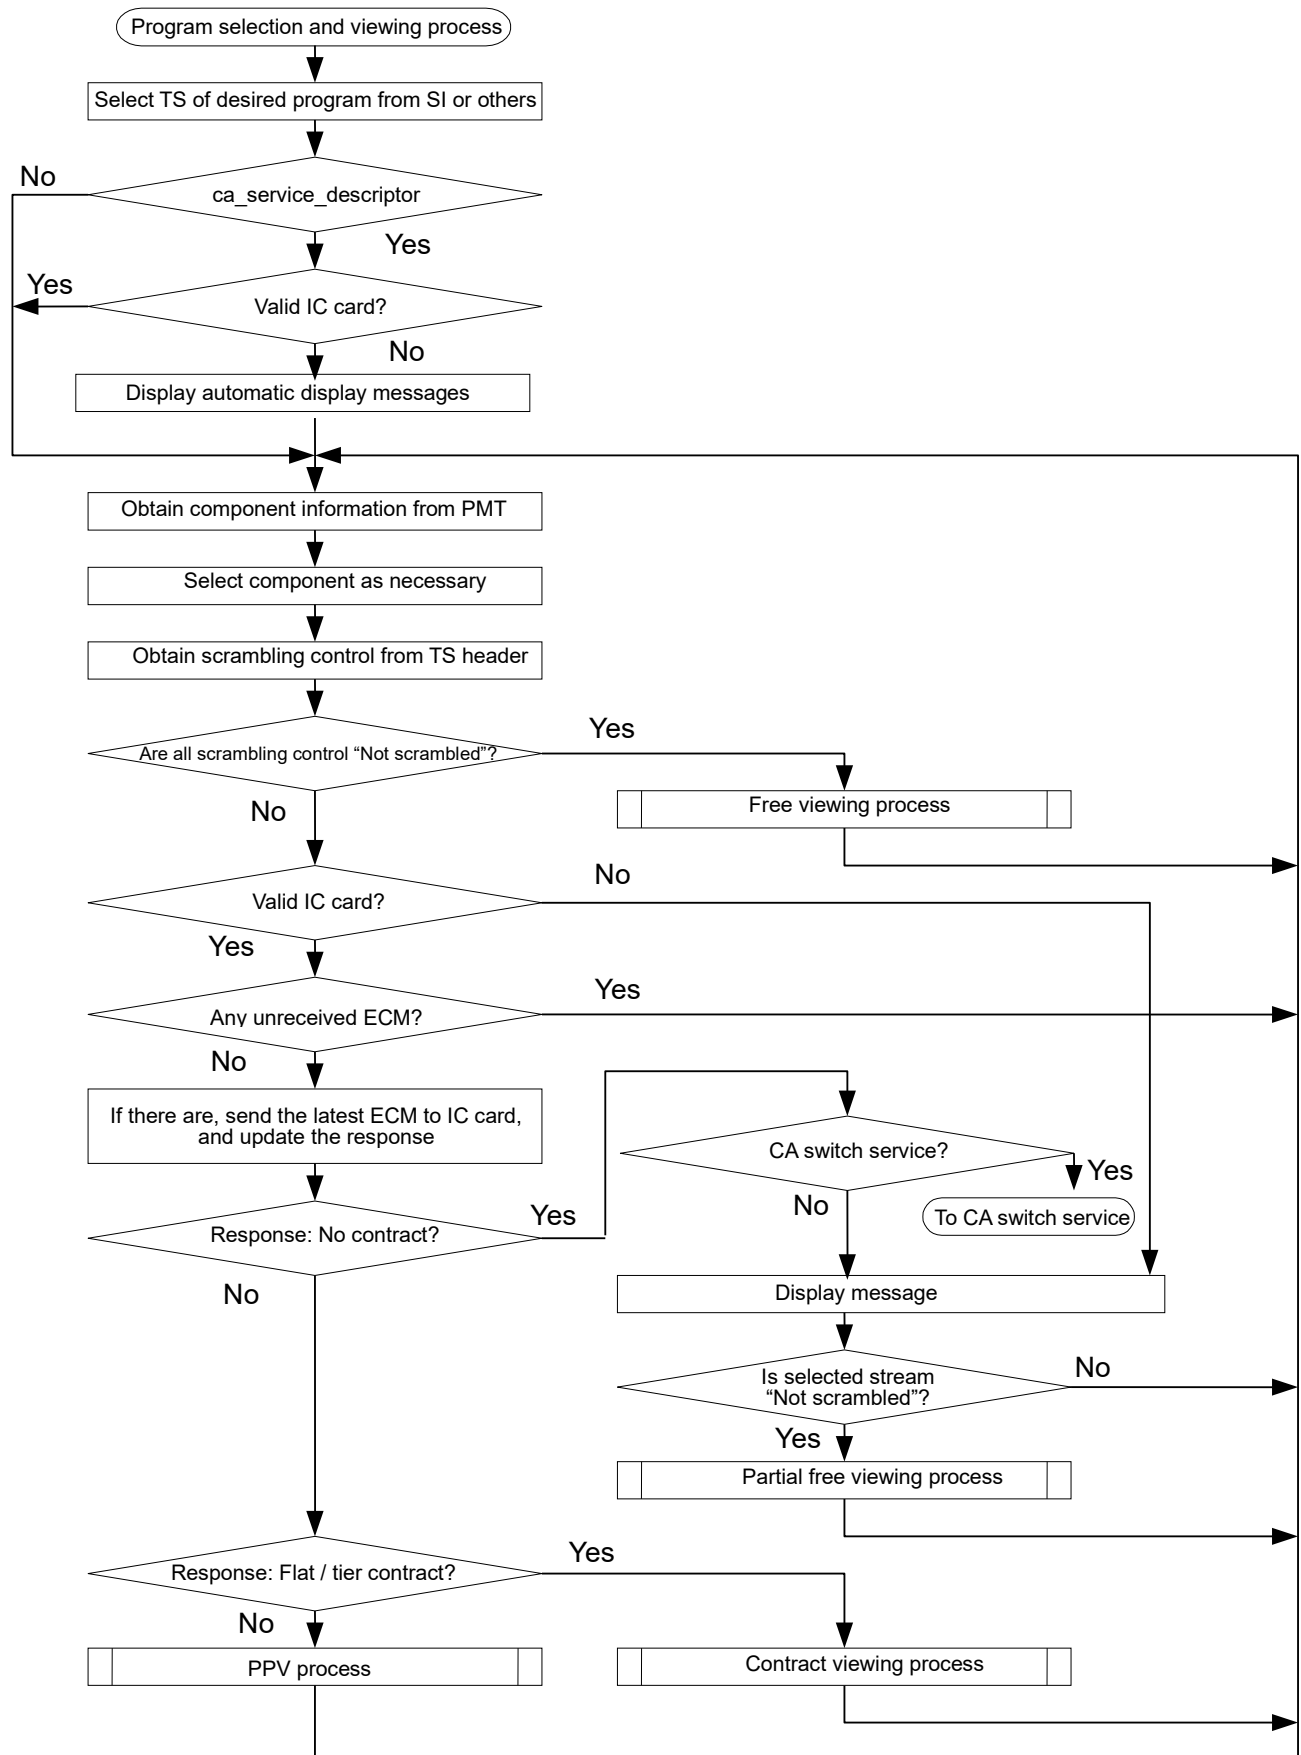 Program selection and viewing process
Select TS of desired program from SI or others
No
ca_service_descriptor
Yes
Yes
Valid IC card?
No
Display automatic display messages
Obtain component information from PMT
Select component as necessary
Obtain scrambling control from TS header
Yes
Are all scrambling control “Not scrambled”?
No
Free viewing process
No
Valid IC card?
Yes
Yes
Any unreceived ECM?
No
If there are, send the latest ECM to IC card,
and update the response
CA switch service?
Yes
No
To CA switch service
Yes
Response: No contract?
No
Display message
Is selected stream
“Not scrambled”?
No
Yes
Partial free viewing process
Yes
Response: Flat / tier contract?
No
PPV process
Contract viewing process